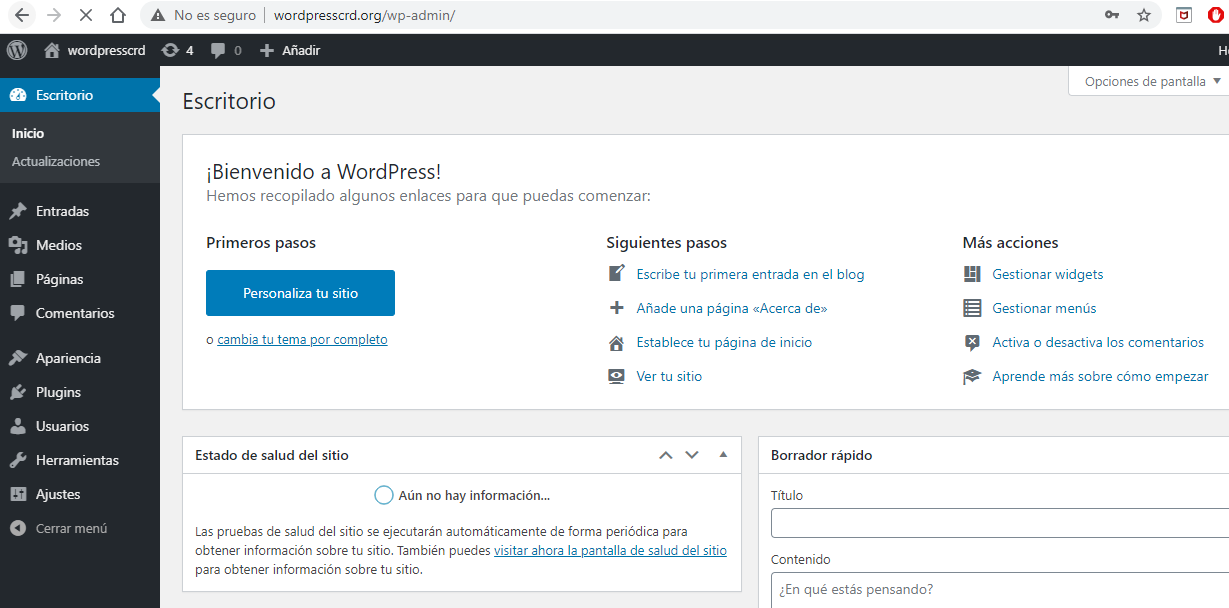 No es seguro
wordpresscrd.org/wp-admin/
wordpresscrd
4
0
Añadir
Escritorio
Inicio
Actualizaciones
Entradas
Medios
Páginas
Comentarios
Apariencia
Plugins
Usuarios
Herramientas
Ajustes
Cerrar menú
Opciones de pantalla
Escritorio
¡Bienvenido a WordPress!
Hemos recopilado algunos enlaces para que puedas comenzar:
Primeros pasos
Personaliza tu sitio
o cambia tu tema por completo
Siguientes pasos
Escribe tu primera entrada en el blog
Añade una página «Acerca de»
Establece tu página de inicio
Ver tu sitio
Más acciones
Gestionar widgets
Gestionar menús
Activa o desactiva los comentarios
Aprende más sobre cómo empezar
Estado de salud del sitio
Aún no hay información...
Las pruebas de salud del sitio se ejecutarán automáticamente de forma periódica para
obtener información sobre tu sitio. También puedes visitar ahora la pantalla de salud del sitio
para obtener información sobre tu sitio.
Borrador rápido
Título
Contenido
¿En qué estás pensando?